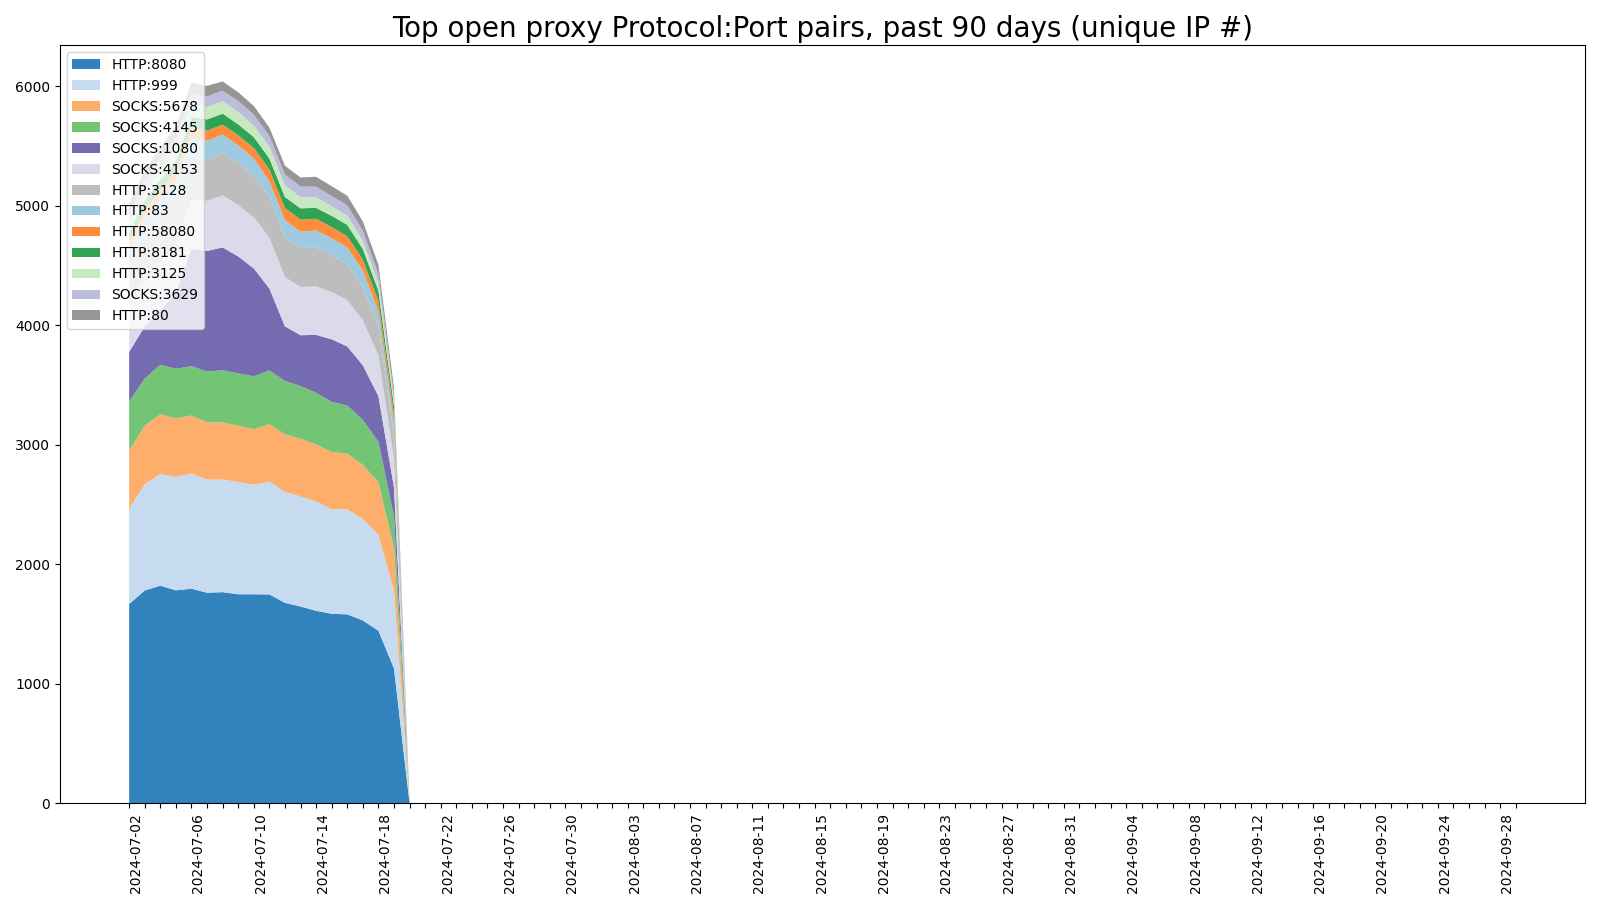 Top open proxy Protocol:Port pairs, past 90 days (unique IP #)
HTTP:8080
HTTP:999
SOCKS:5678
SOCKS:4145
SOCKS:1080
SOCKS:4153
HTTP:3128
HTTP:83
HTTP:58080
HTTP:8181
HTTP:3125
SOCKS:3629
HTTP:80
6000
5000
4000
3000
2000
1000
0
2024-07-02
2024-07-06
2024-07-10
2024-07-14
2024-07-18
2024-07-22
2024-07-26
2024-07-30
2024-08-03
2024-08-07
2024-08-11
2024-08-15
2024-08-19
2024-08-23
2024-08-27
2024-08-31
2024-09-04
2024-09-08
2024-09-12
2024-09-16
2024-09-20
2024-09-24
2024-09-28